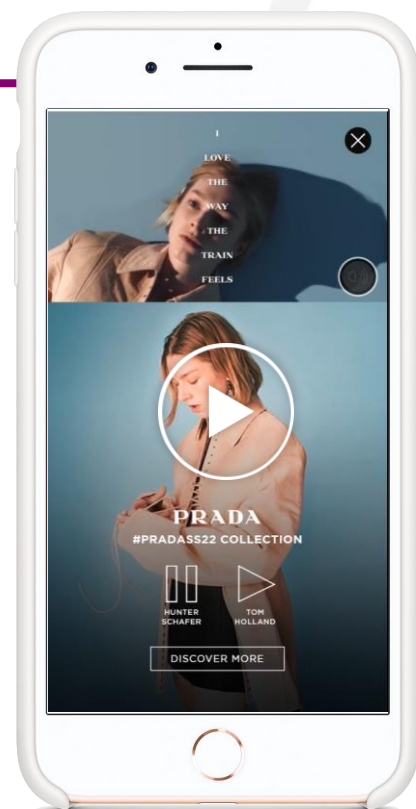 I
LOVE
THE
WAY
THE
TRAIN
FEELS
PRADA
#PRADASS22 COLLECTION
HUNTER
SCHAFER
TOM
HOLLAND
DISCOVER MORE